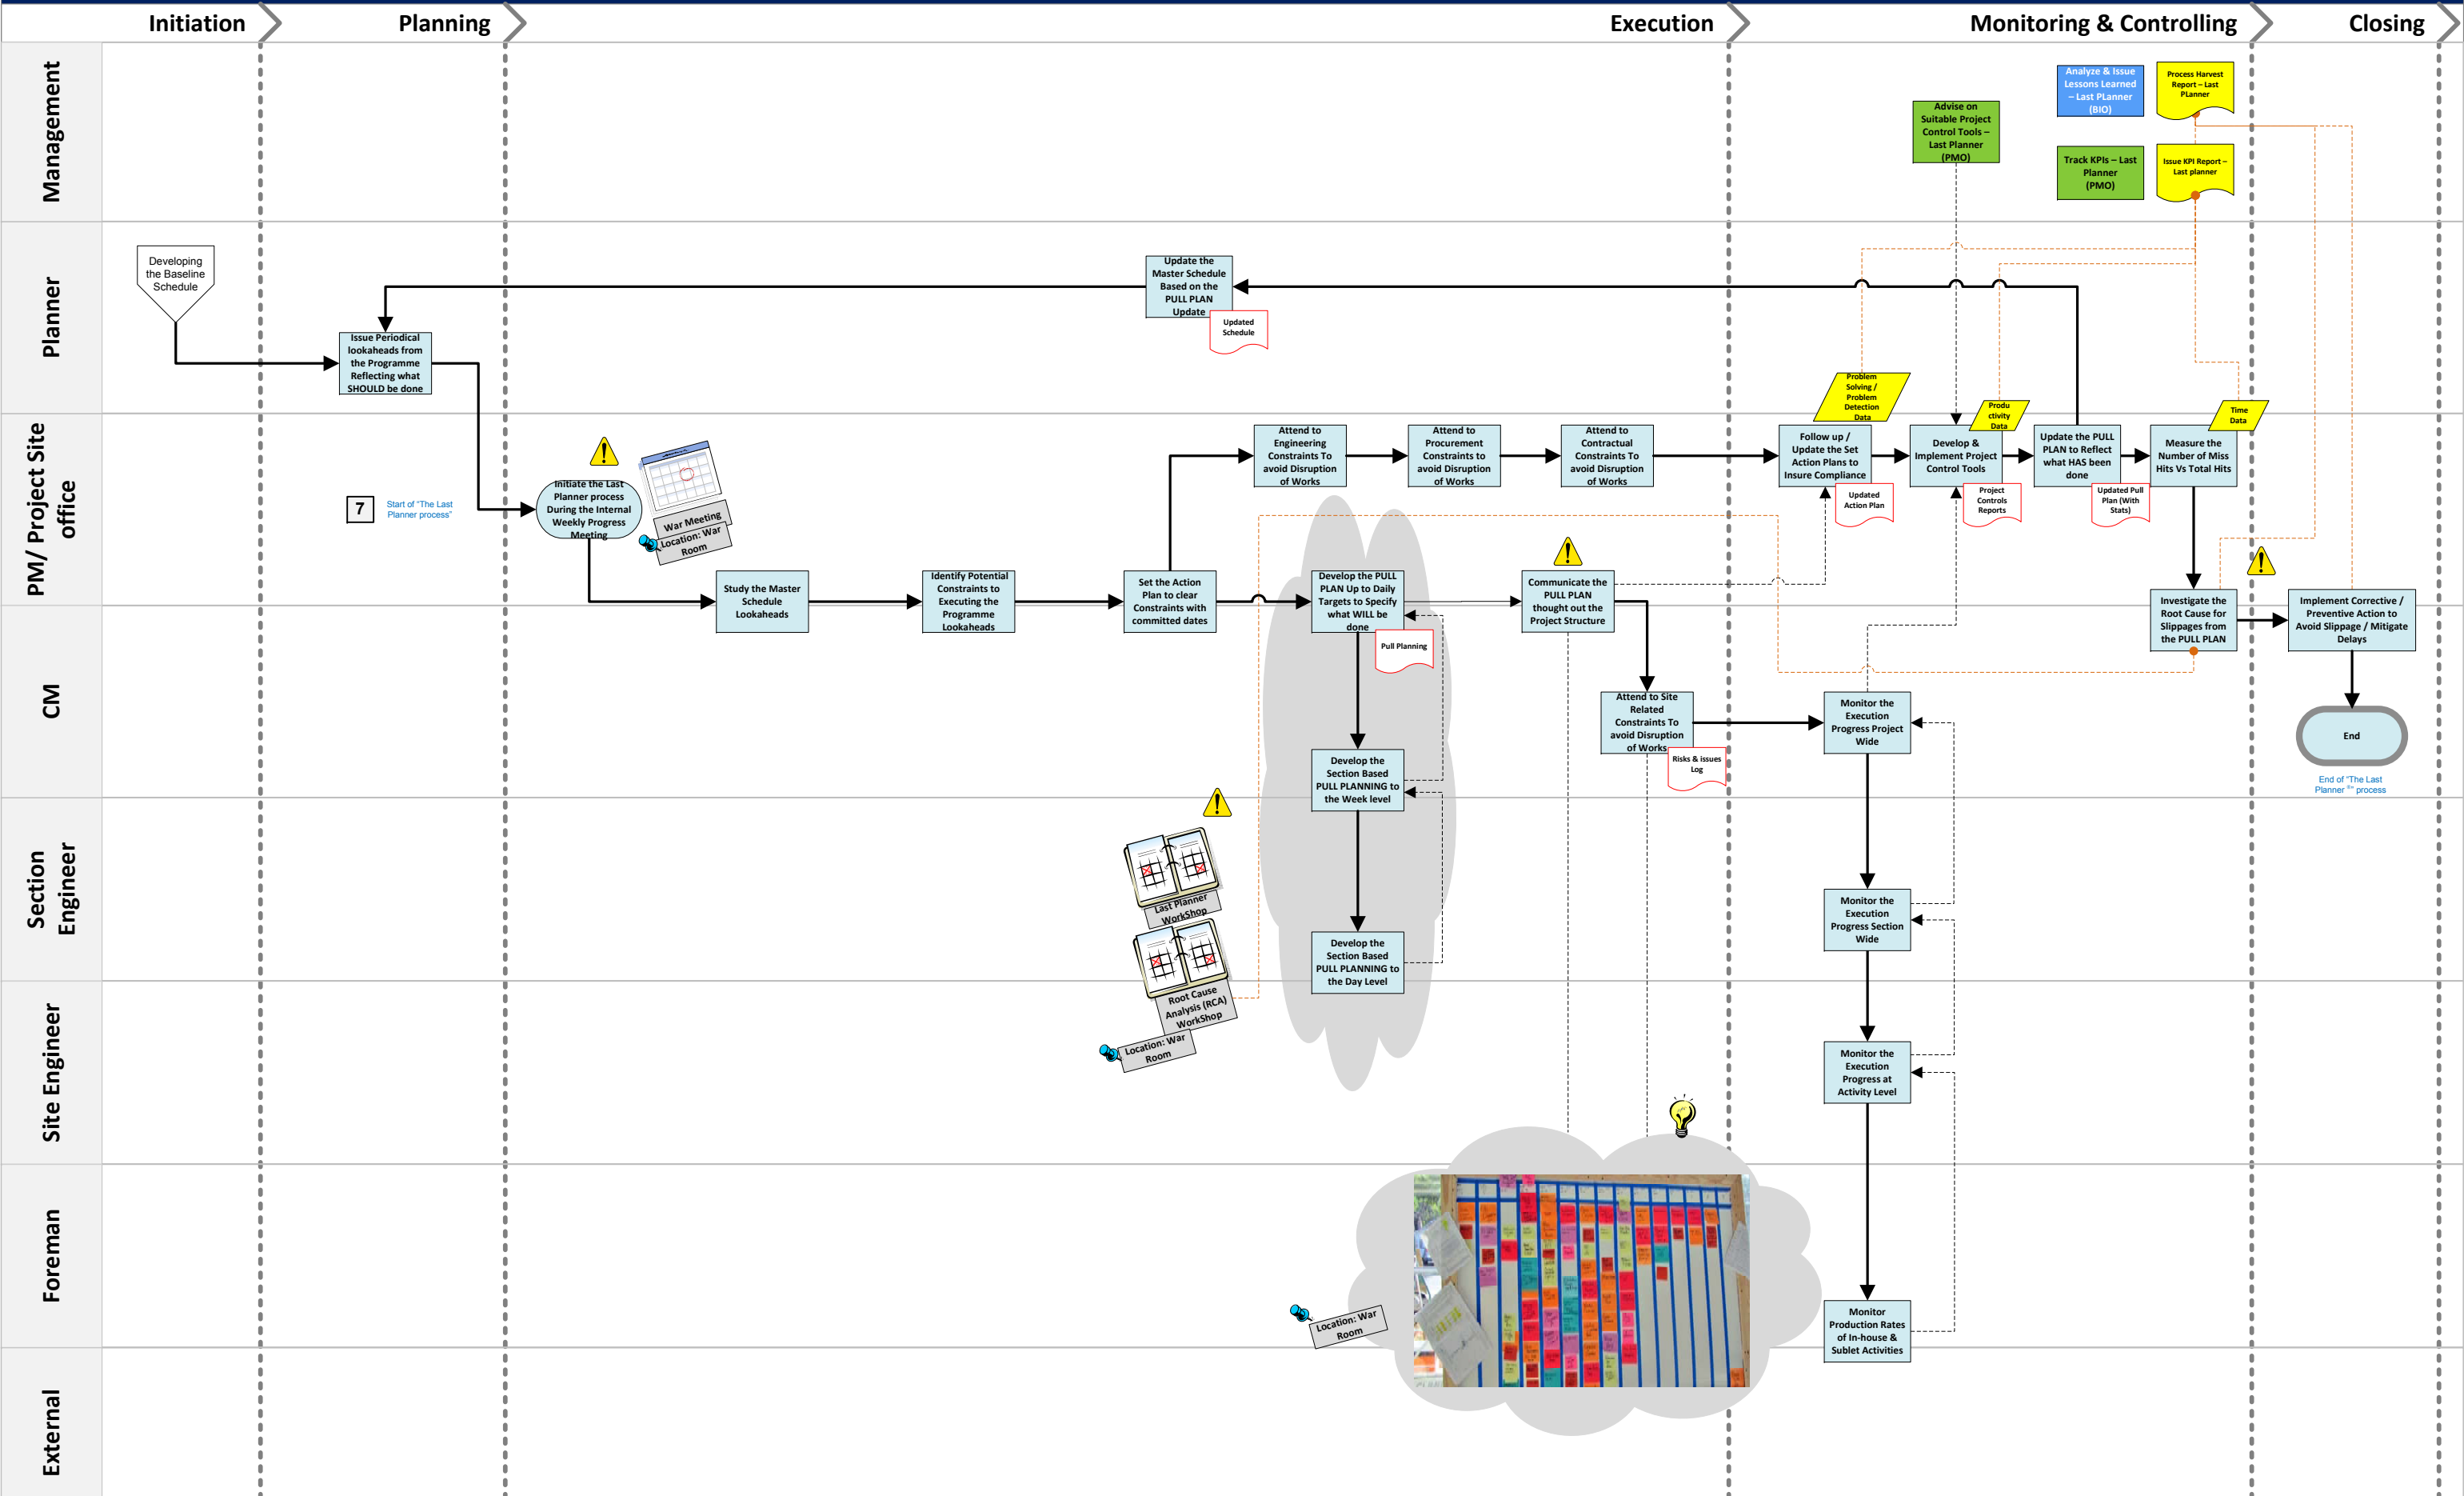 Initiation
Planning
Execution
Monitoring & Controlling
Closing
Management
Analyze & Issue
Lessons Learned
– Last PLanner
(BIO)
Process Harvest
Report – Last
PLanner
Advise on
Suitable Project
Control Tools –
Last Planner
(PMO)
Track KPIs – Last
Planner
(PMO)
Issue KPI Report –
Last planner
Planner
Developing
the Baseline
Schedule
Update the
Master Schedule
Based on the
PULL PLAN
Update
Updated
Schedule
Issue Periodical
lookaheads from
the Programme
Reflecting what
SHOULD be done
Problem
Solving /
Problem
Detection
Data
Produ
ctivity
Data
Time
Data
PM/ Project Site
office
7
Start of "The Last
Planner process"
Initiate the Last
Planner process
During the Internal
Weekly Progress
Meeting
War Meeting
Location: War
Room
Attend to
Engineering
Constraints To
avoid Disruption
of Works
Attend to
Procurement
Constraints to
avoid Disruption
of Works
Attend to
Contractual
Constraints To
avoid Disruption
of Works
Follow up /
Update the Set
Action Plans to
Insure Compliance
Updated
Action Plan
Develop &
Implement Project
Control Tools
Project
Controls
Reports
Update the PULL
PLAN to Reflect
what HAS been
done
Updated Pull
Plan (With
Stats)
Measure the
Number of Miss
Hits Vs Total Hits
Study the Master
Schedule
Lookaheads
Identify Potential
Constraints to
Executing the
Programme
Lookaheads
Set the Action
Plan to clear
Constraints with
committed dates
Develop the PULL
PLAN Up to Daily
Targets to Specify
what WILL be
done
Pull Planning
Communicate the
PULL PLAN
thought out the
Project Structure
Investigate the
Root Cause for
Slippages from
the PULL PLAN
Implement Corrective /
Preventive Action to
Avoid Slippage / Mitigate
Delays
CM
Attend to Site
Related
Constraints To
avoid Disruption
of Works
Risks & issues
Log
Monitor the
Execution
Progress Project
Wide
End
End of "The Last
Planner ©" process
Develop the
Section Based
PULL PLANNING to
the Week level
Section
Engineer
Last Planner
WorkShop
Monitor the
Execution
Progress Section
Wide
Develop the
Section Based
PULL PLANNING to
the Day Level
Site Engineer
Root Cause
Analysis (RCA)
WorkShop
Location: War
Room
Monitor the
Execution
Progress at
Activity Level
Foreman
Location: War
Room
Monitor
Production Rates
of In-house &
Sublet Activities
External